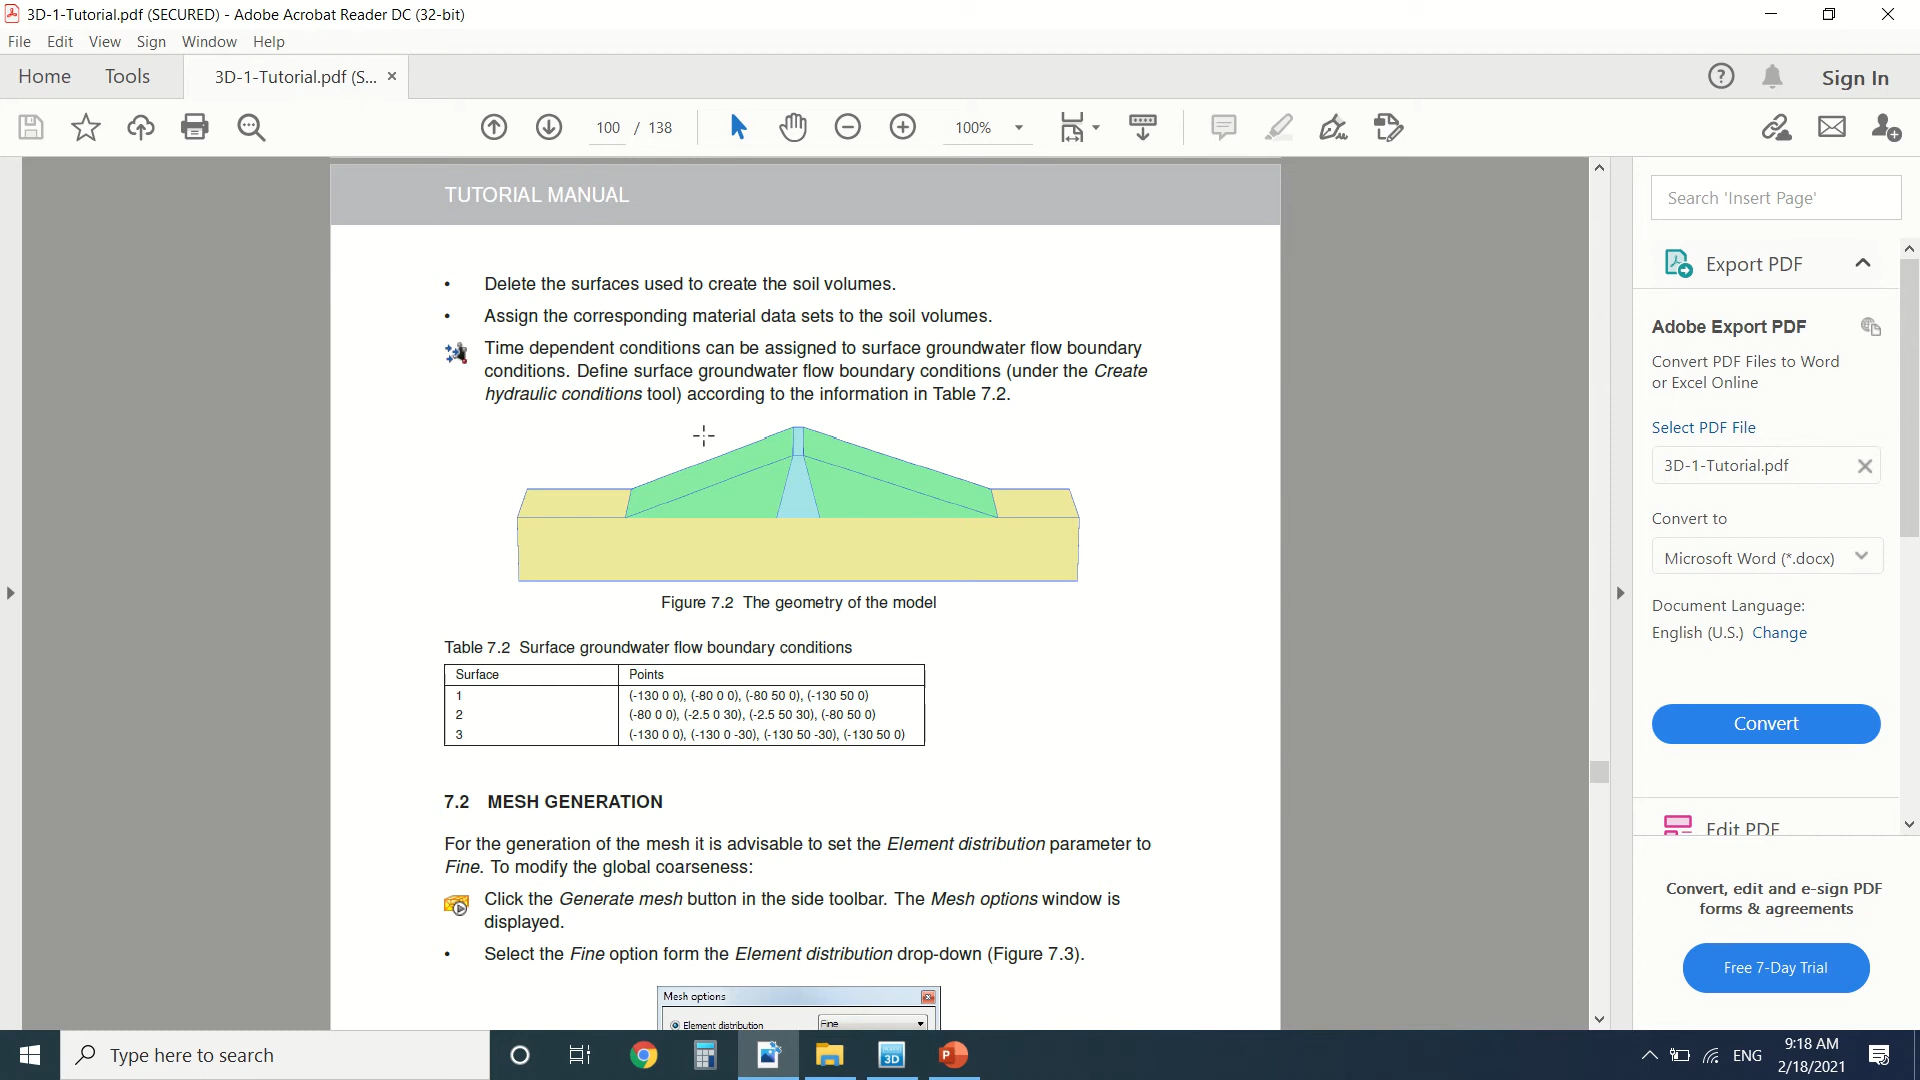 3D-1-Tutorial.pdf (SECURED) - Adobe Acrobat Reader DC (32-bit)
File Edit View Sign Window Help
Home Tools 3D-1-Tutorial.pdf (S... × Sign In
100 / 138 100%
TUTORIAL MANUAL
• Delete the surfaces used to create the soil volumes.
• Assign the corresponding material data sets to the soil volumes.
Time dependent conditions can be assigned to surface groundwater flow boundary
conditions. Define surface groundwater flow boundary conditions (under the Create
hydraulic conditions tool) according to the information in Table 7.2.
Figure 7.2 The geometry of the model
Table 7.2 Surface groundwater flow boundary conditions
Surface Points
1 (-130 0 0), (-80 0 0), (-80 50 0), (-130 50 0)
2 (-80 0 0), (-2.5 0 30), (-2.5 50 30), (-80 50 0)
3 (-130 0 0), (-130 0 -30), (-130 50 -30), (-130 50 0)
7.2 MESH GENERATION
For the generation of the mesh it is advisable to set the Element distribution parameter to
Fine. To modify the global coarseness:
Click the Generate mesh button in the side toolbar. The Mesh options window is
displayed.
• Select the Fine option form the Element distribution drop-down (Figure 7.3).
Mesh options
Element distribution Fine
Search 'Insert Page'
Export PDF
Adobe Export PDF
Convert PDF Files to Word
or Excel Online
Select PDF File
3D-1-Tutorial.pdf
Convert to
Microsoft Word (*.docx)
Document Language:
English (U.S.) Change
Convert
Edit PDF
Convert, edit and e-sign PDF
forms & agreements
Free 7-Day Trial
Type here to search
3D
P
ENG
9:18 AM
2/18/2021